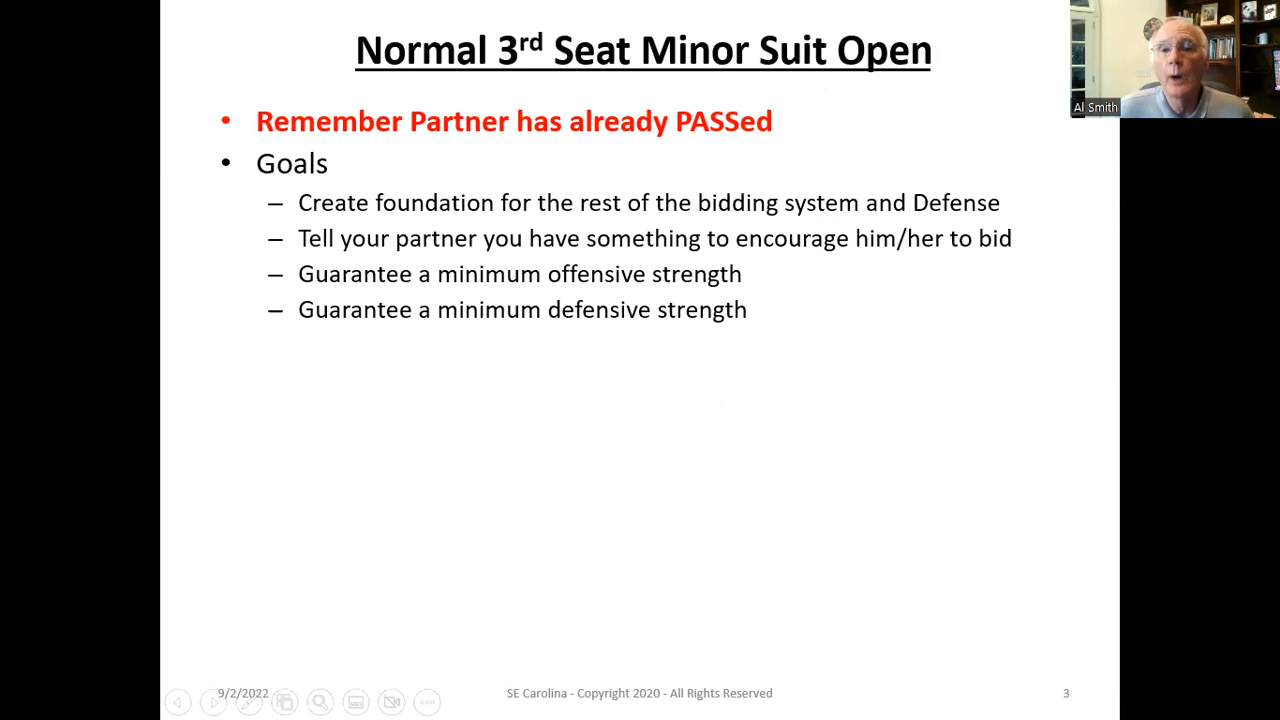 Normal 3rd Seat Minor Suit Open
Al Smith
• Remember Partner has already PASSed
• Goals
– Create foundation for the rest of the bidding system and Defense
– Tell your partner you have something to encourage him/her to bid
– Guarantee a minimum offensive strength
– Guarantee a minimum defensive strength
9/2/2022
SE Carolina - Copyright 2020 - All Rights Reserved
3